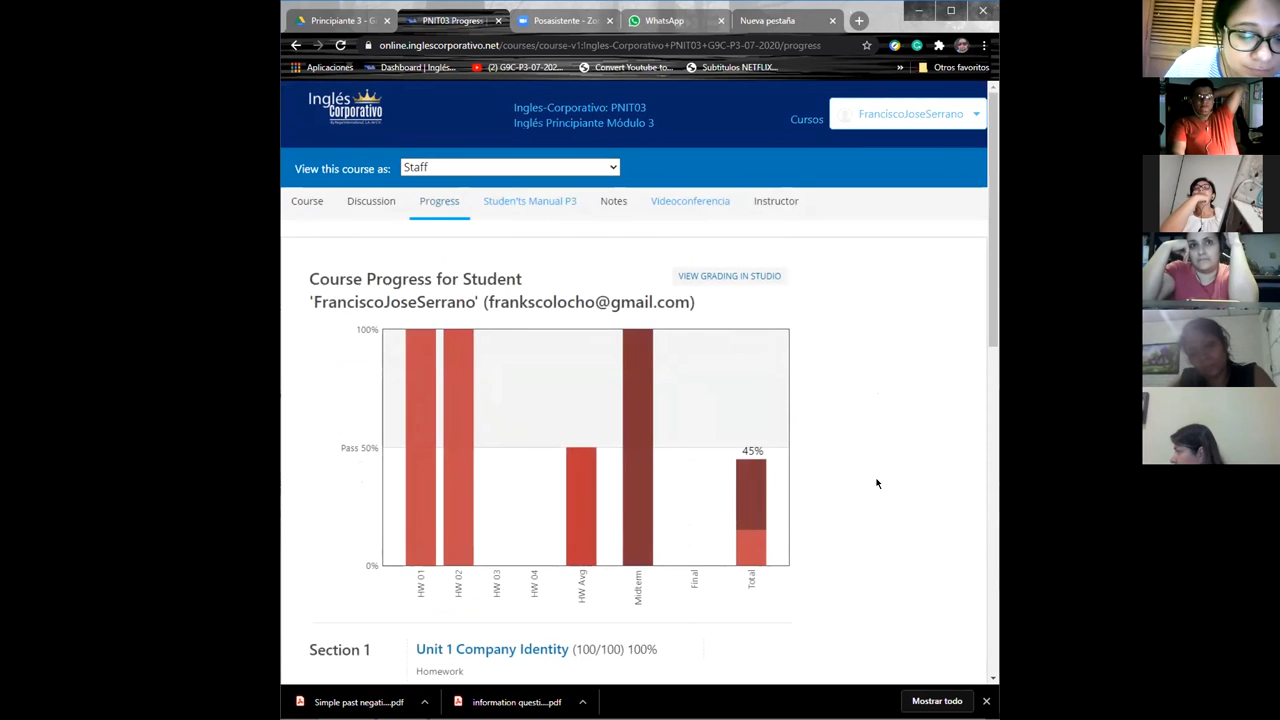 Principiante 3 - G
PNIT03 Progress
Posasistente - Zor
WhatsApp
Nueva pestaña
online.inglescorporativo.net/courses/course-v1:Ingles-Corporativo+PNIT03+G9C-P3-07-2020/progress
Aplicaciones
Dashboard | Inglés...
(2) G9C-P3-07-202...
Convert Youtube to...
Subtitulos NETFLIX...
»
Otros favoritos
Inglés
Corporativo
Ingles-Corporativo: PNIT03
Inglés Principiante Módulo 3
Cursos
FranciscoJoseSerrano
View this course as:
Staff
Course
Discussion
Progress
Studen'ts Manual P3
Notes
Videoconferencia
Instructor
Course Progress for Student
'FranciscoJoseSerrano' (frankscolocho@gmail.com)
VIEW GRADING IN STUDIO
100%
Pass 50%
0%
45%
HW 01
HW 02
HW 03
HW 04
HW Avg
Midterm
Final
Total
Section 1
Unit 1 Company Identity (100/100) 100%
Homework
Simple past negati....pdf
information questi....pdf
Mostrar todo